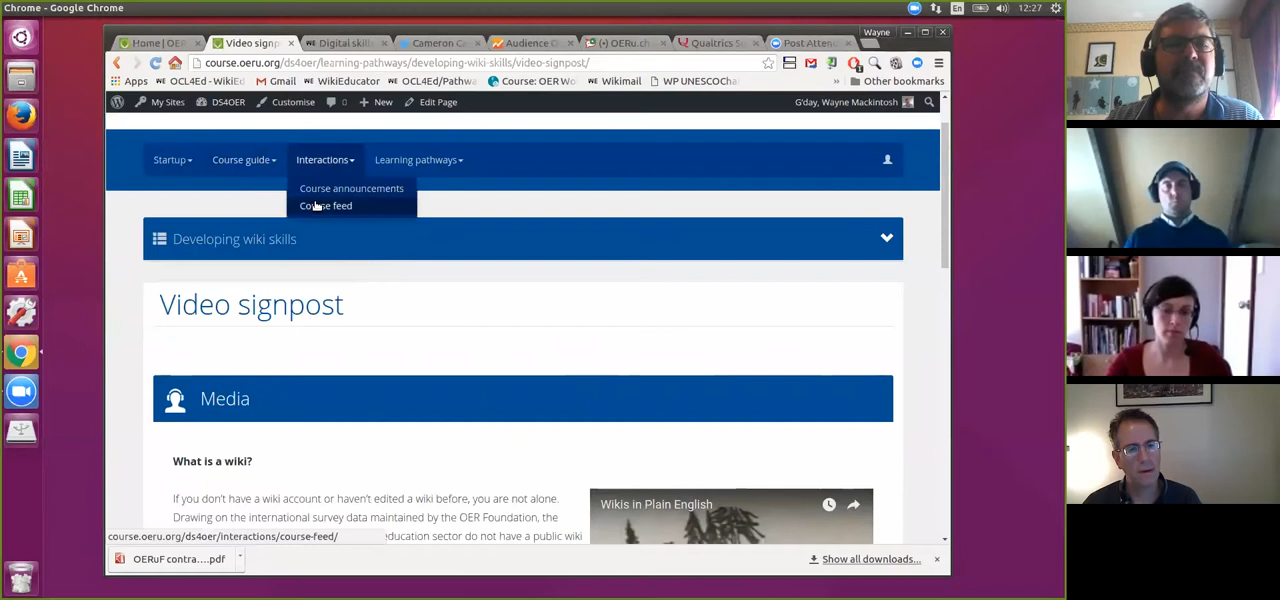 Chrome - Google Chrome
En
12:27
Wayne
Home | OE
Video signp
Digital skil
Cameron Ca
Audience O
(•) OERu.ch
Qualtrics S
Post Attend
course.oeru.org/ds4oer/learning-pathways/developing-wiki-skills/video-signpost/
Apps
OCL4Ed - WikiEd
Gmail
WikiEducator
OCL4Ed/Pathwa
Course: OER Wo
Wikimail
WP UNESCOChai
»
Other bookmarks
My Sites
DS4OER
Customise
0
New
Edit Page
G'day, Wayne Mackintosh
Startup
Course guide
Interactions
Learning pathways
Course announcements
Course feed
Developing wiki skills
Video signpost
Media
What is a wiki?
If you don't have a wiki account or haven't edited a wiki before, you are not alone.
Drawing on the international survey data maintained by the OER Foundation, the
education sector do not have a public wiki
Wikis in Plain English
course.oeru.org/ds4oer/interactions/course-feed/
OERuF contra....pdf
Show all downloads...